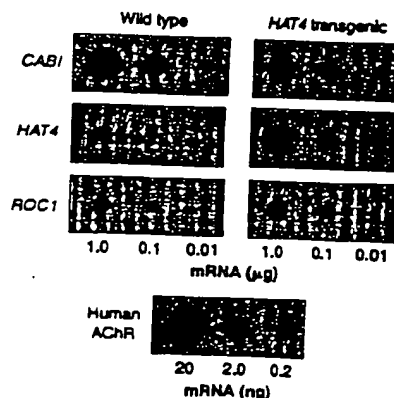 Wild type
HAT4 transgenic
CABI
HAT4
ROC1
1.0 0.1 0.01 1.0 0.1 0.01
mRNA (μg)
Human
AChR
20 2.0 0.2
mRNA (ng)